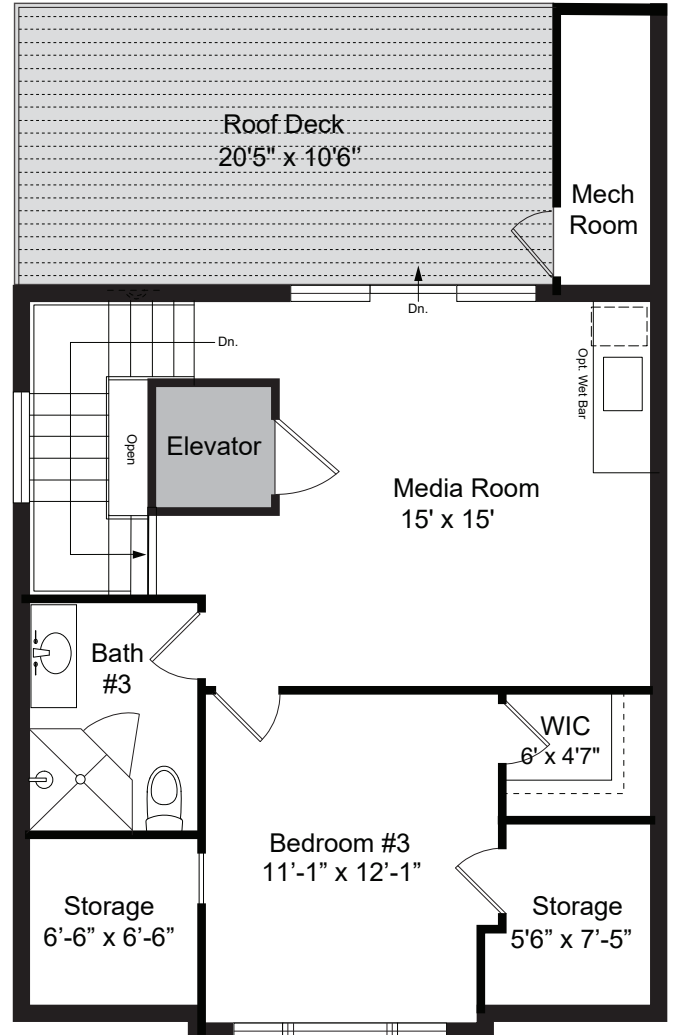 Roof Deck
20'5" x 10'6"
Mech
Room
Dn.
Dn.
Opt. Wet Bar
Open
Elevator
Media Room
15' x 15'
Bath
#3
WIC
6' x 4'7"
Bedroom #3
11’-1” x 12’-1”
Storage
6’-6” x 6’-6”
Storage
5'6” x 7’-5”